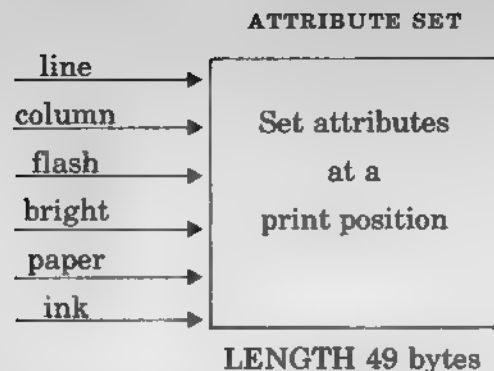 ATTRIBUTE SET
line
column
flash
bright
paper
ink
Set attributes
at a
print position
LENGTH 49 bytes